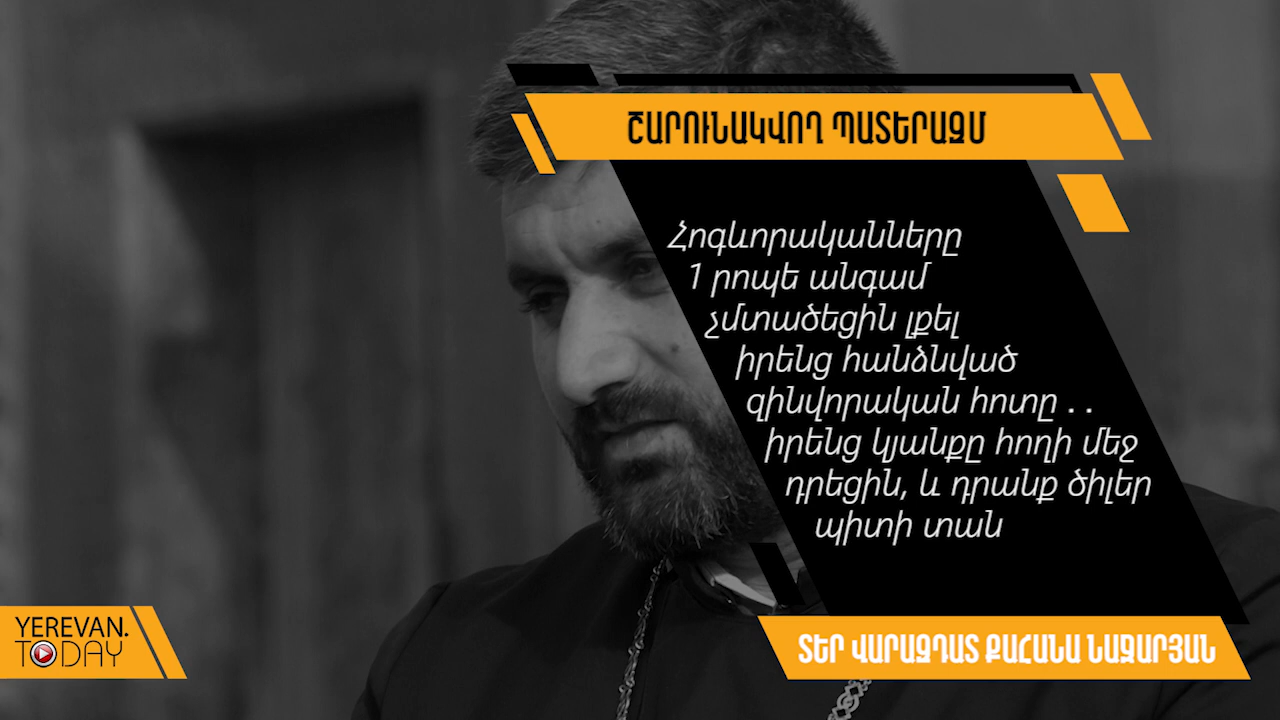 ՇԱՐՈՒՆԱԿՎՈՂ ՊԱՏԵՐԱԶՄ
Հոգևորականները
1 րոպե անգամ
չմտածեցին լքել
իրենց հանձնված
զինվորական հոտը . .
իրենց կյանքը հողի մեջ
դրեցին, և դրանք ծիլեր
պիտի տան
YEREVAN.
TODAY
ՏԵՐ ՎԱՐԱԶԴԱՏ ՔԱՀԱՆԱ ՆԱԶԱՐՅԱՆ